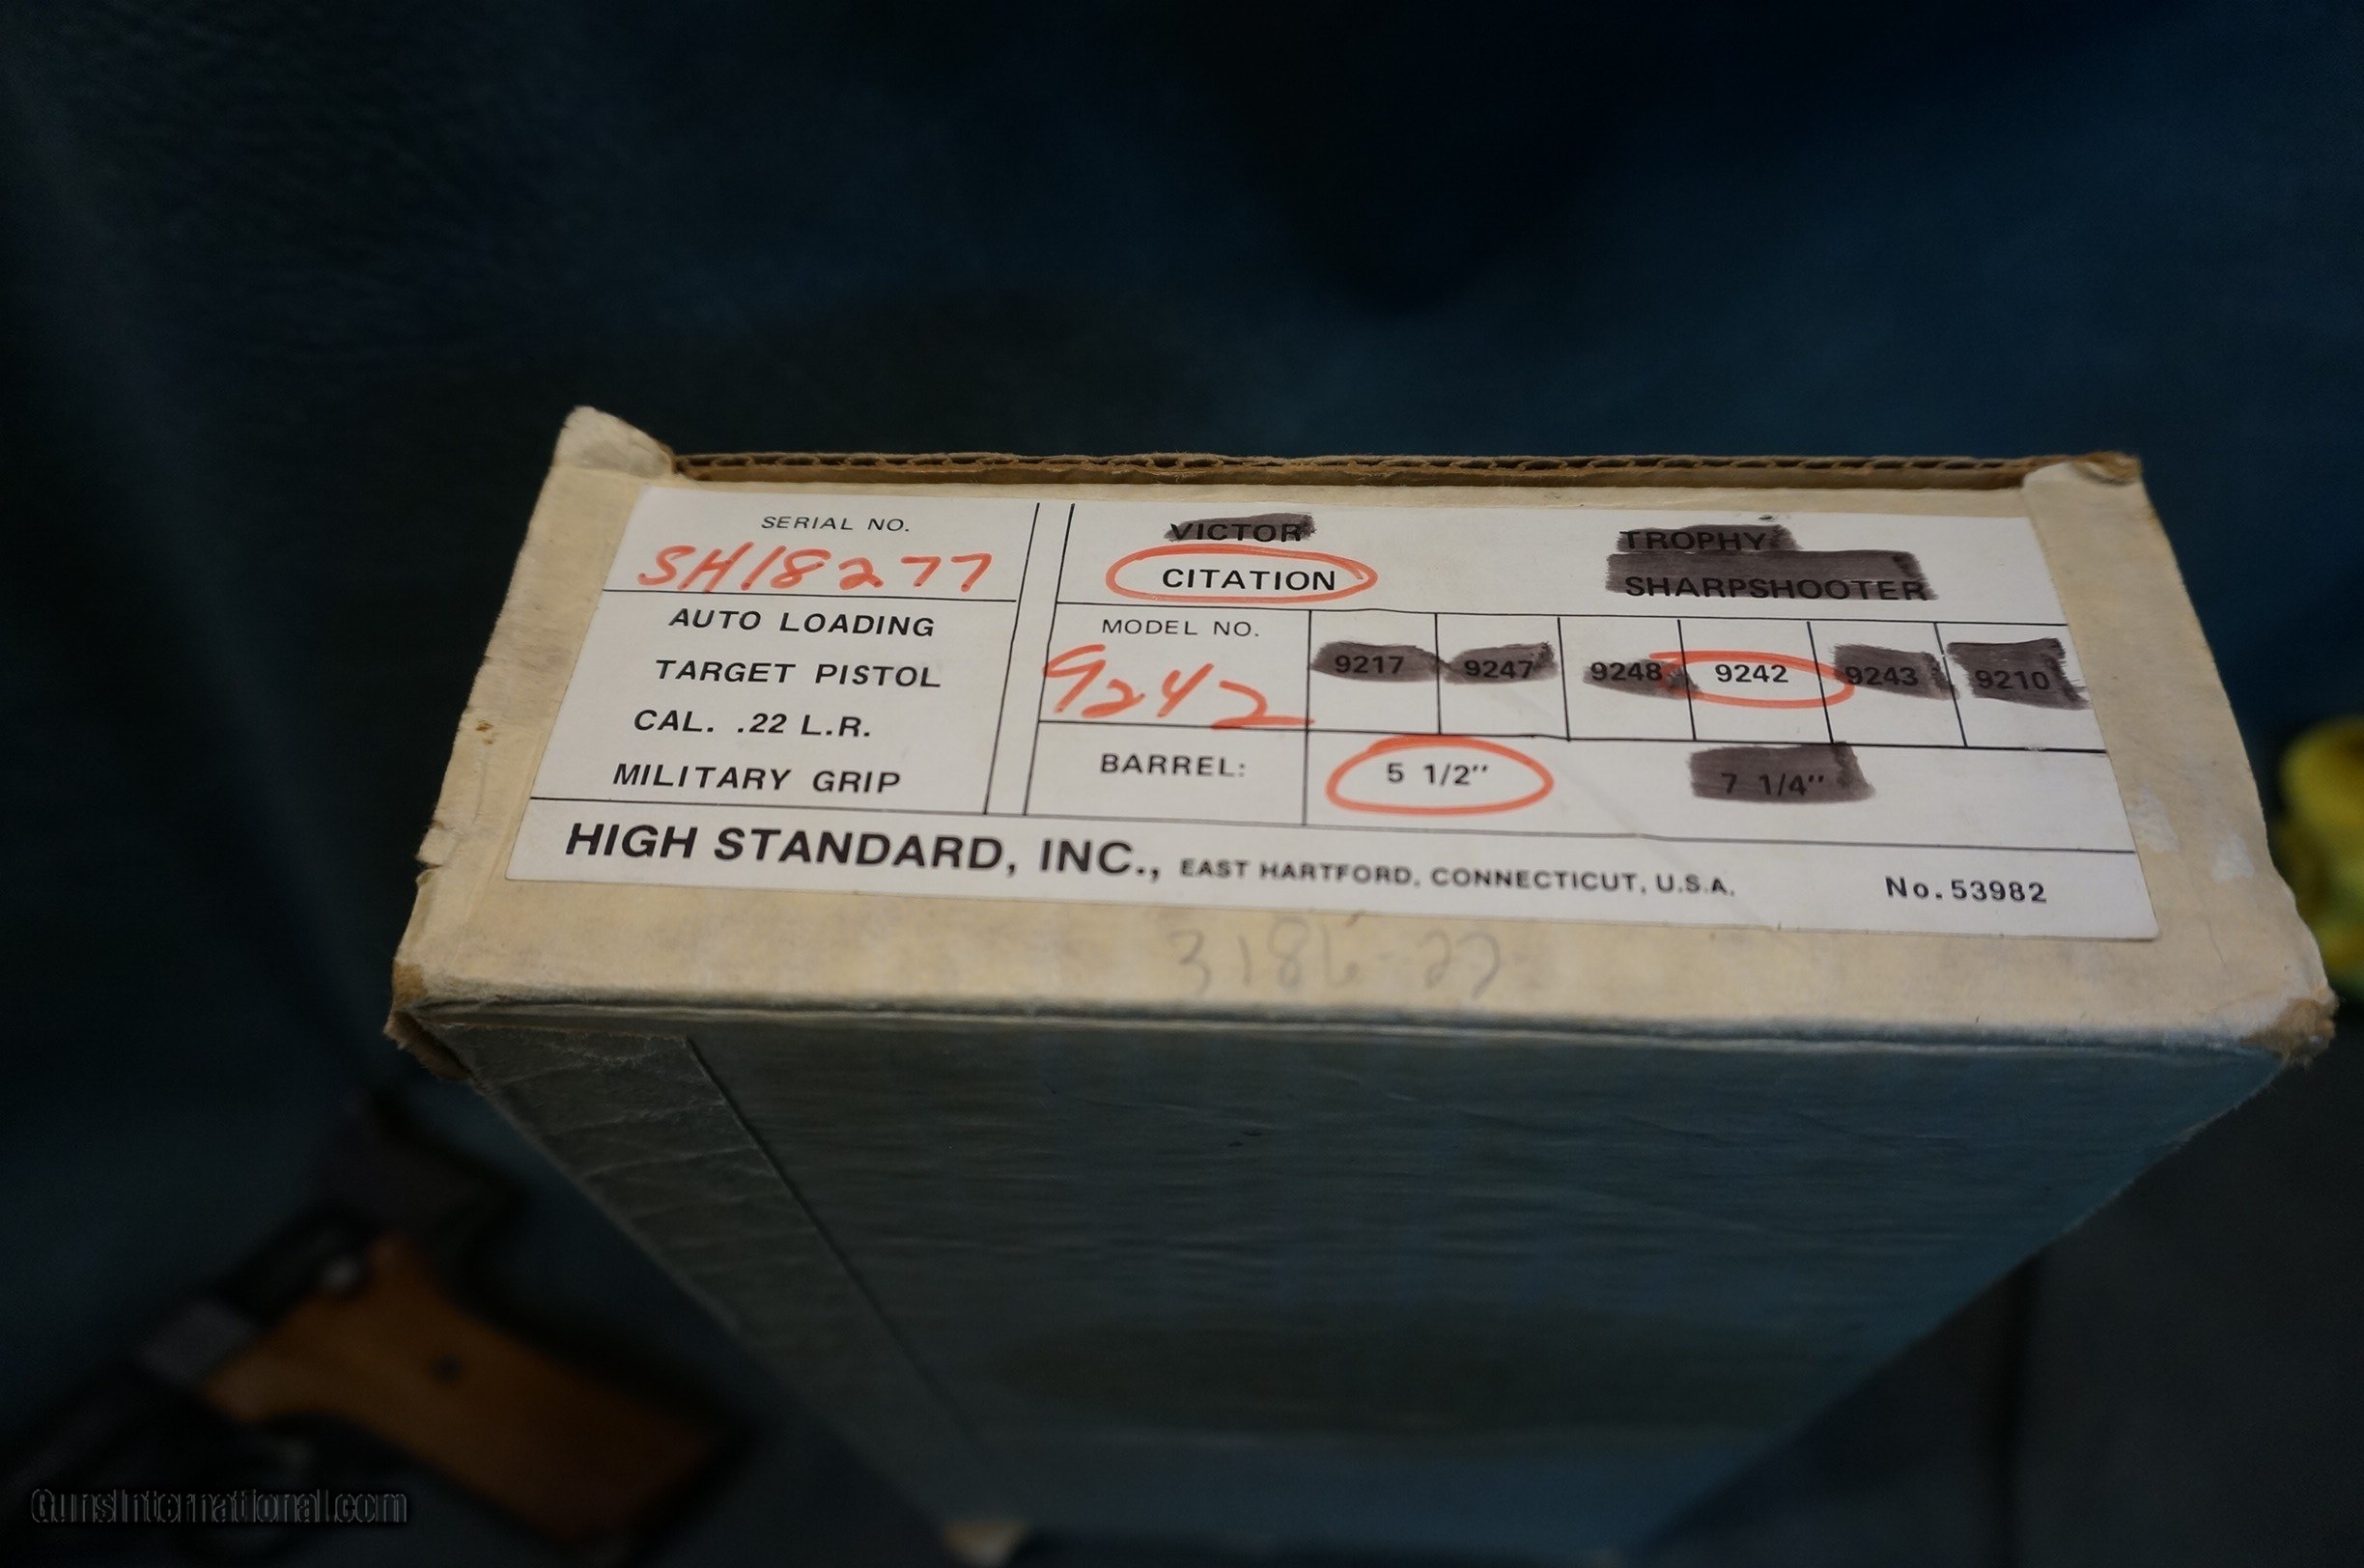 SERIAL NO.
SH18277
AUTO LOADING
TARGET PISTOL
CAL. .22 L.R.
MILITARY GRIP
VICTOR
CITATION
TROPHY
SHARPSHOOTER
MODEL NO.
9242
9217 9247 9248 9242 9243 9210
BARREL: 5 1/2" 7 1/4"
HIGH STANDARD, INC., EAST HARTFORD, CONNECTICUT, U.S.A. No. 53982
GunsInternational.com